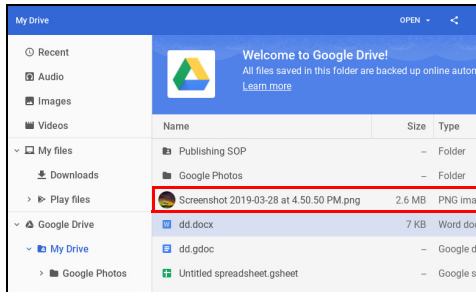 My Drive
OPEN
Recent
Audio
Images
Videos
My files
Downloads
Play files
Google Drive
My Drive
Google Photos
Welcome to Google Drive!
All files saved in this folder are backed up online
Learn more
Name Size Type
Publishing SOP – Folder
Google Photos – Folder
Screenshot 2019-03-28 at 4.50.50 PM.png 2.6 MB PNG
dd.docx 7 KB Word
dd.gdoc – Google
Untitled spreadsheet.gsheet – Google